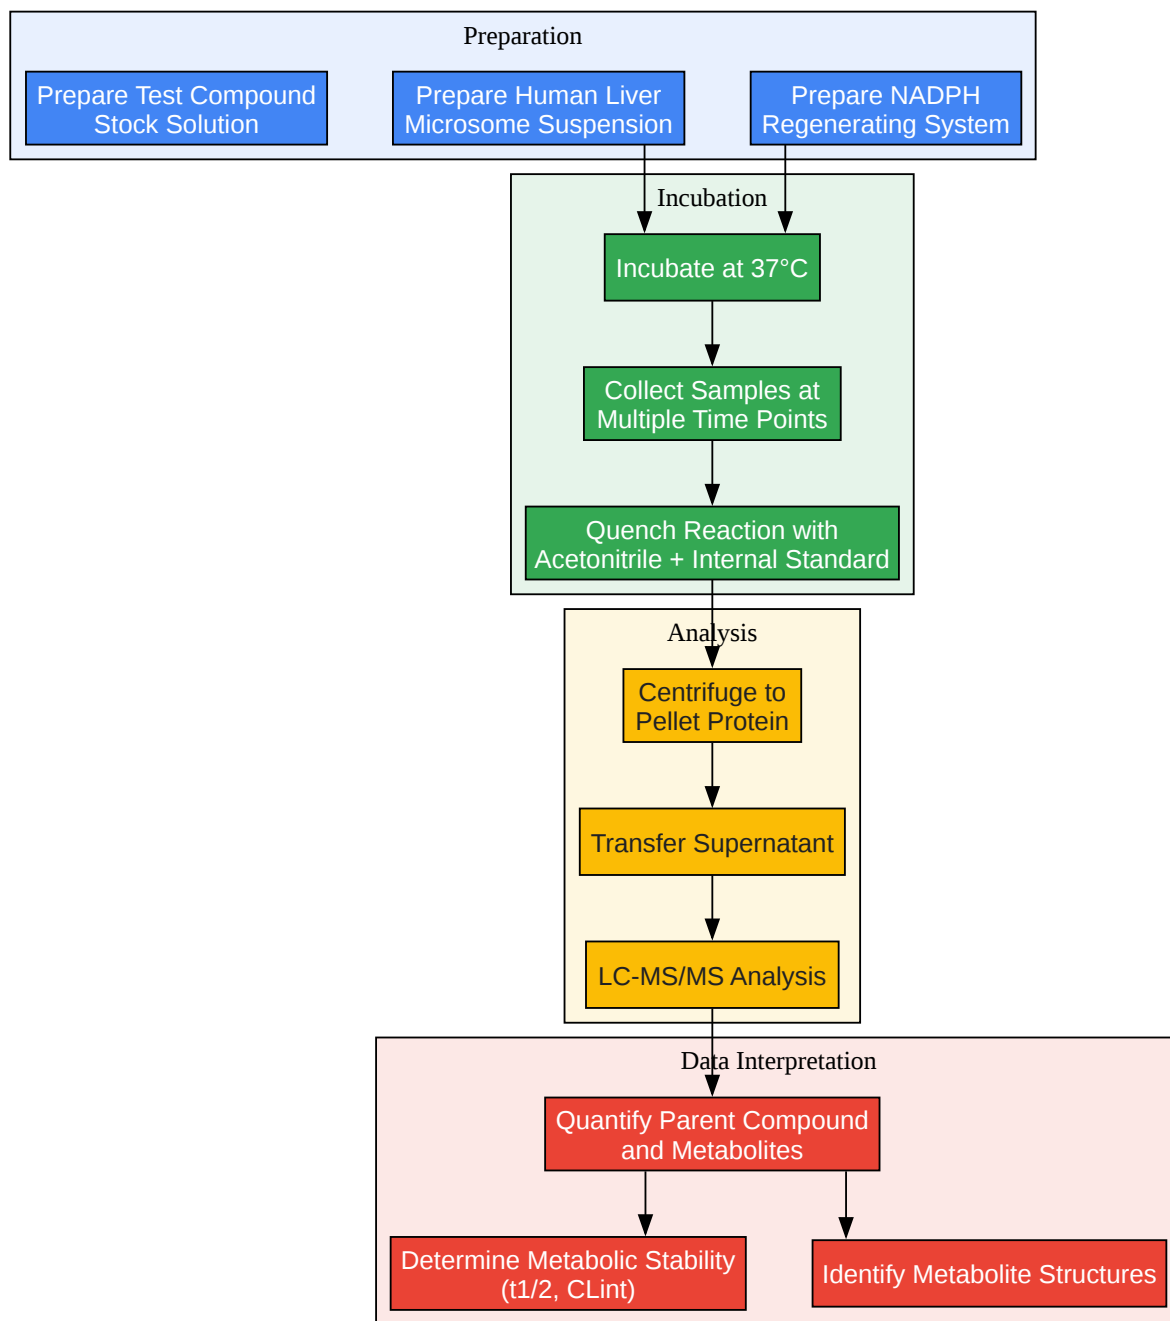 Preparation
Prepare Test Compound
Stock Solution
Prepare Human Liver
Microsome Suspension
Prepare NADPH
Regenerating System
Incubation
Incubate at 37°C
Collect Samples at
Multiple Time Points
Quench Reaction with
Acetonitrile + Internal Standard
Analysis
Centrifuge to
Pellet Protein
Transfer Supernatant
LC-MS/MS Analysis
Data Interpretation
Quantify Parent Compound
and Metabolites
Determine Metabolic Stability
(t1/2, CLint)
Identify Metabolite Structures